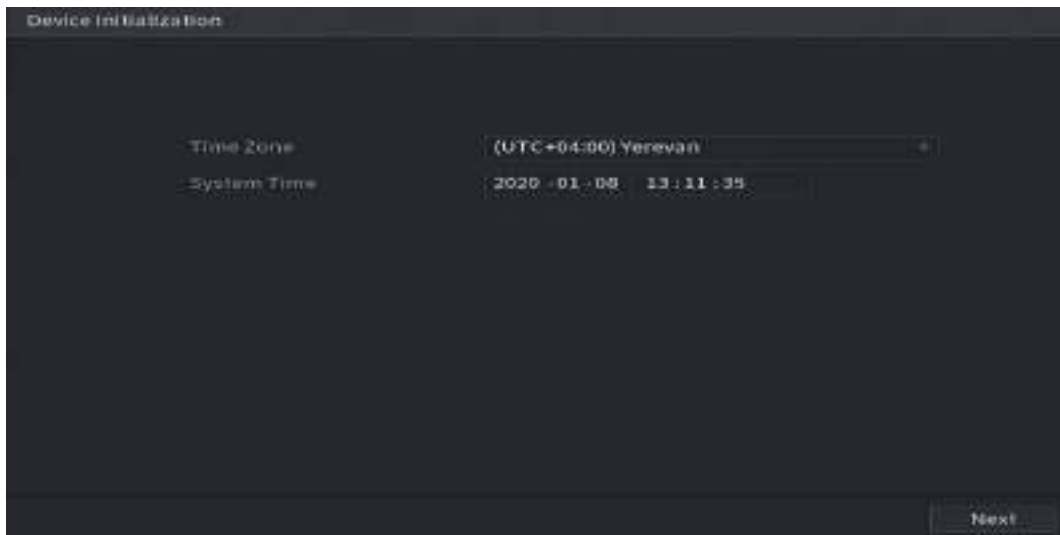 Device Initialization
Time Zone (UTC+04:00) Yerevan
System Time 2020 - 01 - 08 13 : 11 : 35
Next